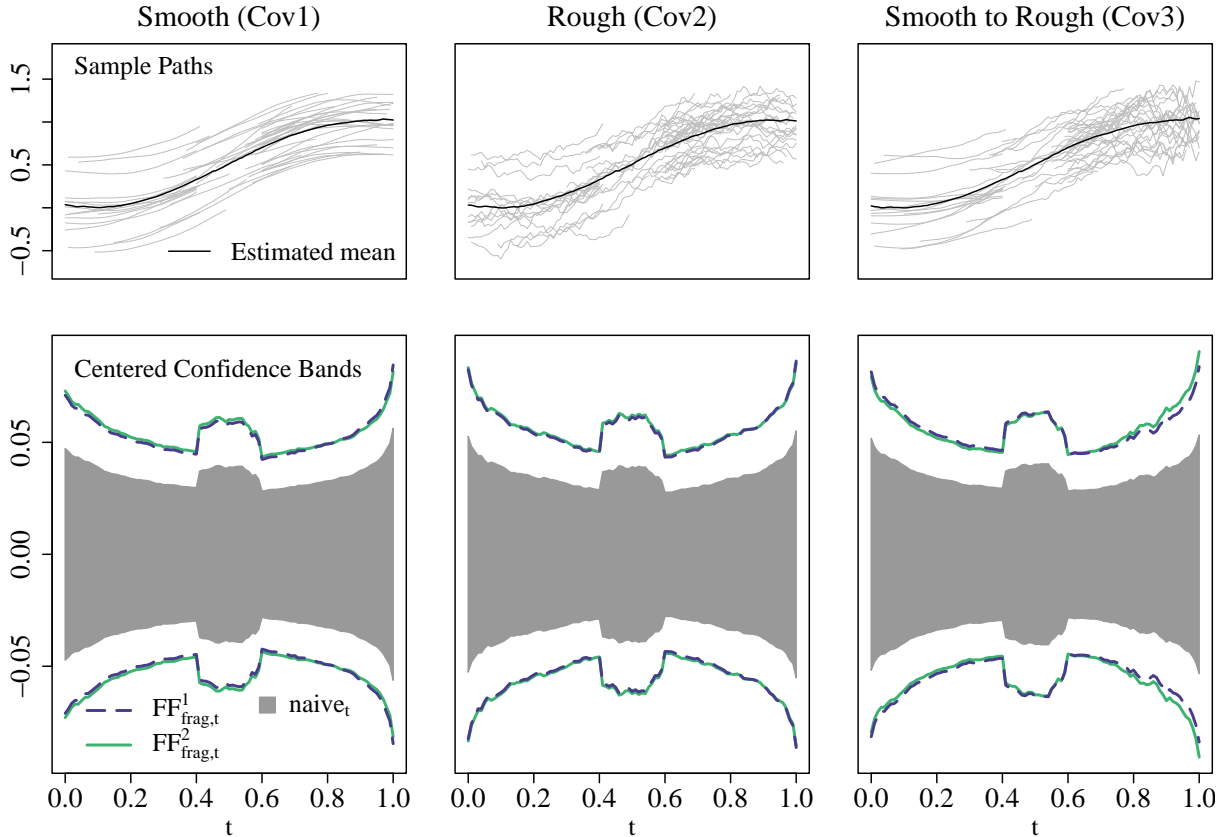 Smooth (Cov1) Rough (Cov2) Smooth to Rough (Cov3)
Sample Paths
1.5
0.5
−0.5
Estimated mean
Centered Confidence Bands
0.05
0.00
−0.05
FF¹frag,t naiveₜ
FF²frag,t
0.0 0.2 0.4 0.6 0.8 1.0 0.0 0.2 0.4 0.6 0.8 1.0 0.0 0.2 0.4 0.6 0.8 1.0
t t t